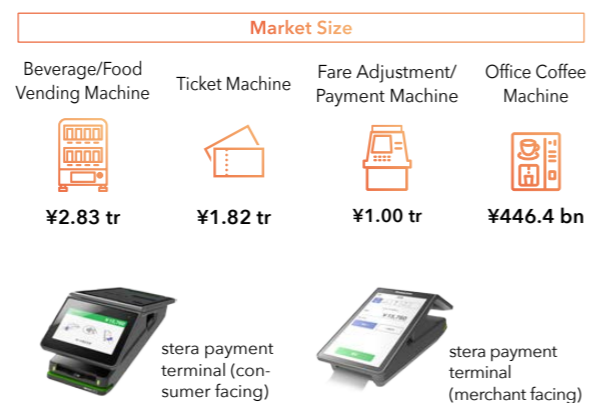 Market Size
Beverage/Food
Vending Machine
Ticket Machine
Fare Adjustment/
Payment Machine
Office Coffee
Machine
¥2.83 tr
¥1.82 tr
¥1.00 tr
¥446.4 bn
stera payment
terminal (con-
sumer facing)
stera payment
terminal
(merchant facing)